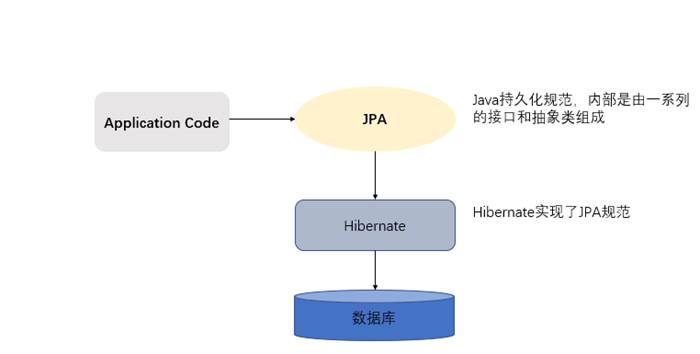 Java持久化规范，内部是由一系列
的接口和抽象类组成
Application Code
JPA
Hibernate
Hibernate实现了JPA规范
数据库